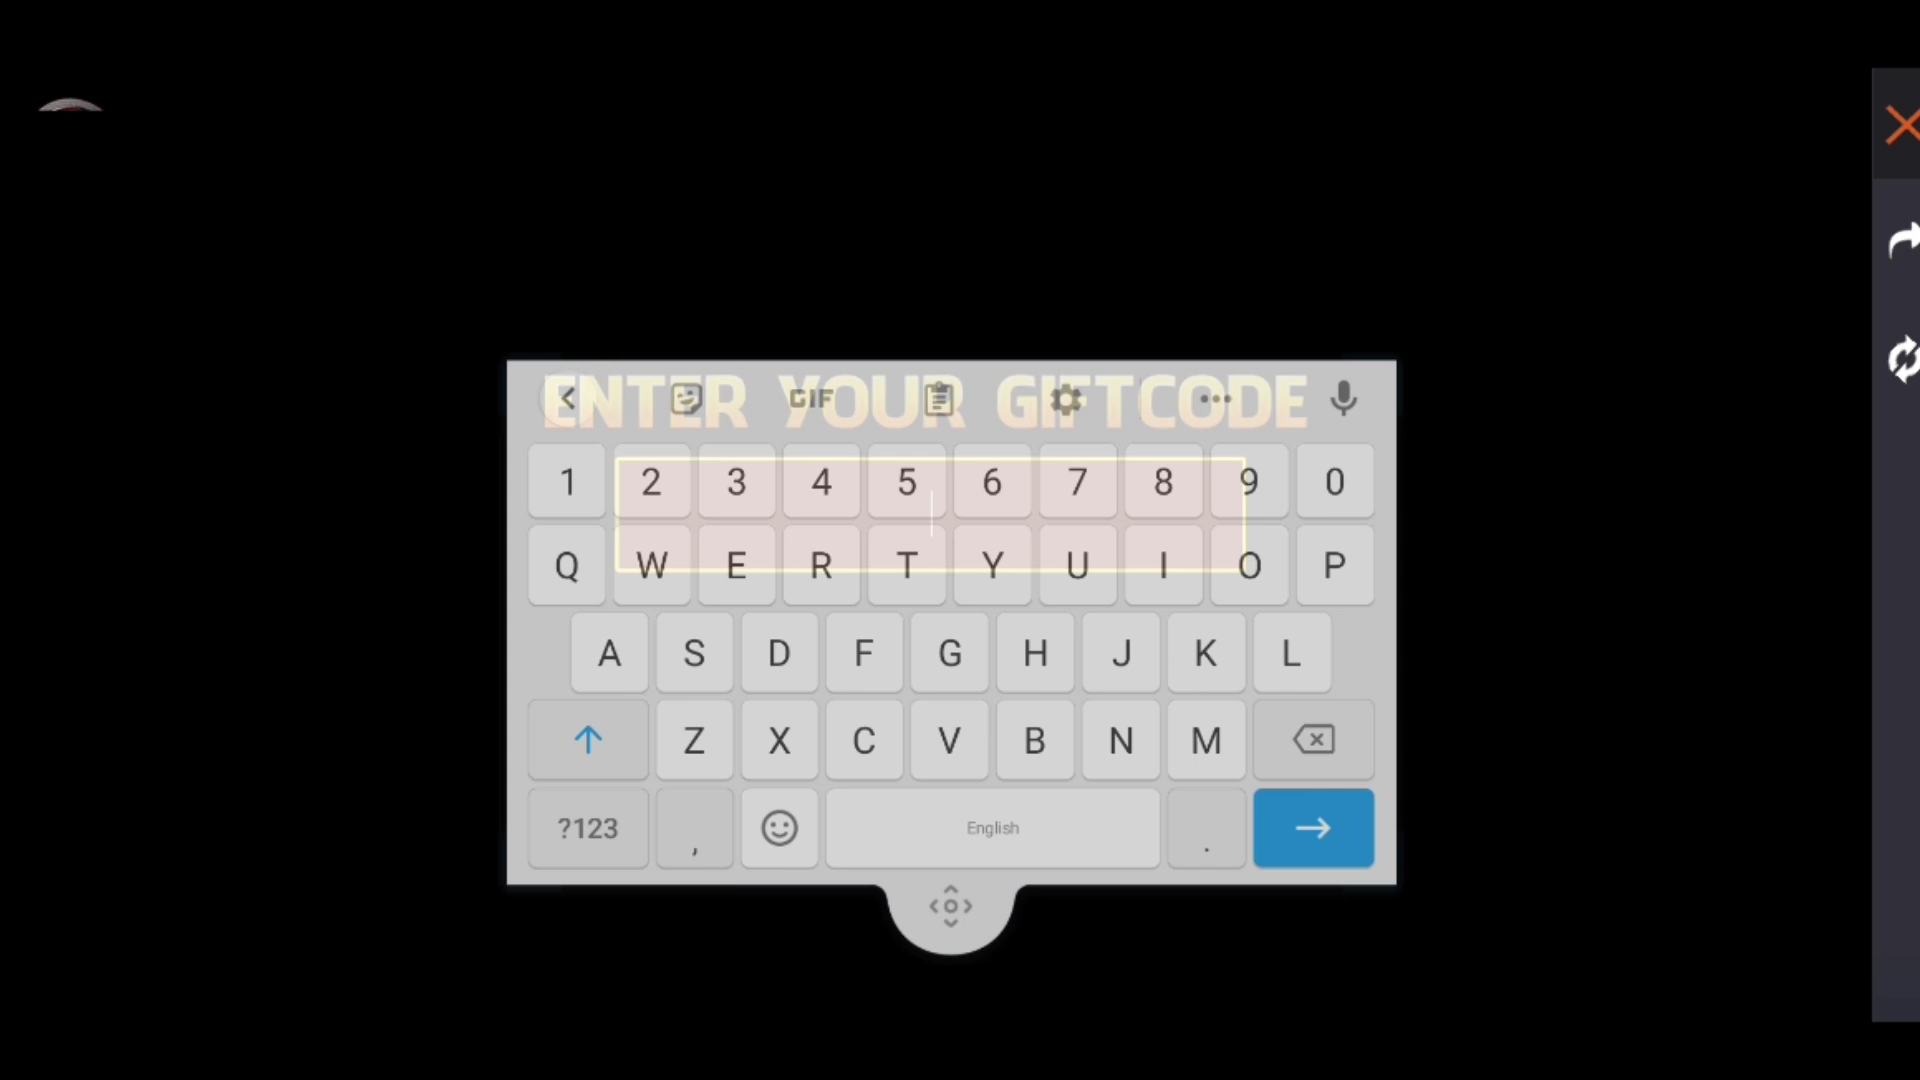 ENTER YOUR GIFTCODE
GIF
1 2 3 4 5 6 7 8 9 0
Q W E R T Y U I O P
A S D F G H J K L
Z X C V B N M
?123 , English .